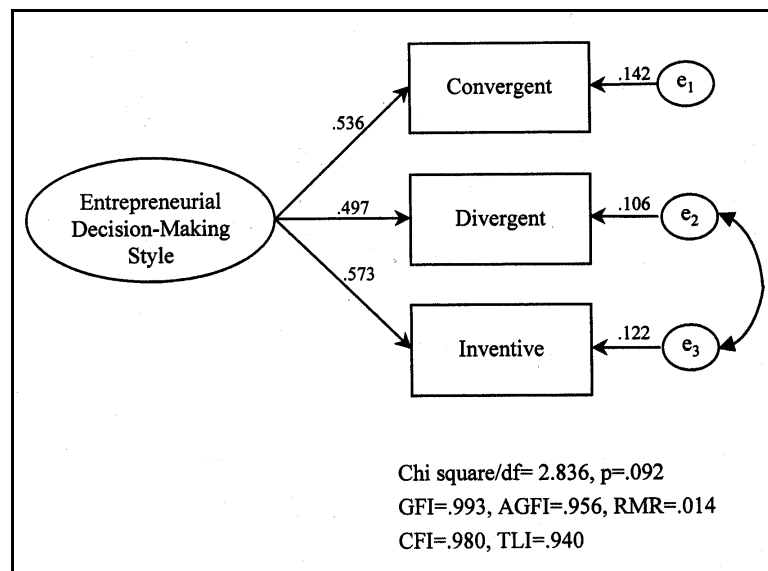 Convergent
.142
e1
.536
Entrepreneurial
Decision-Making
Style
.497
Divergent
.106
e2
.573
Inventive
.122
e3
Chi square/df= 2.836, p=.092
GFI=.993, AGFI=.956, RMR=.014
CFI=.980, TLI=.940